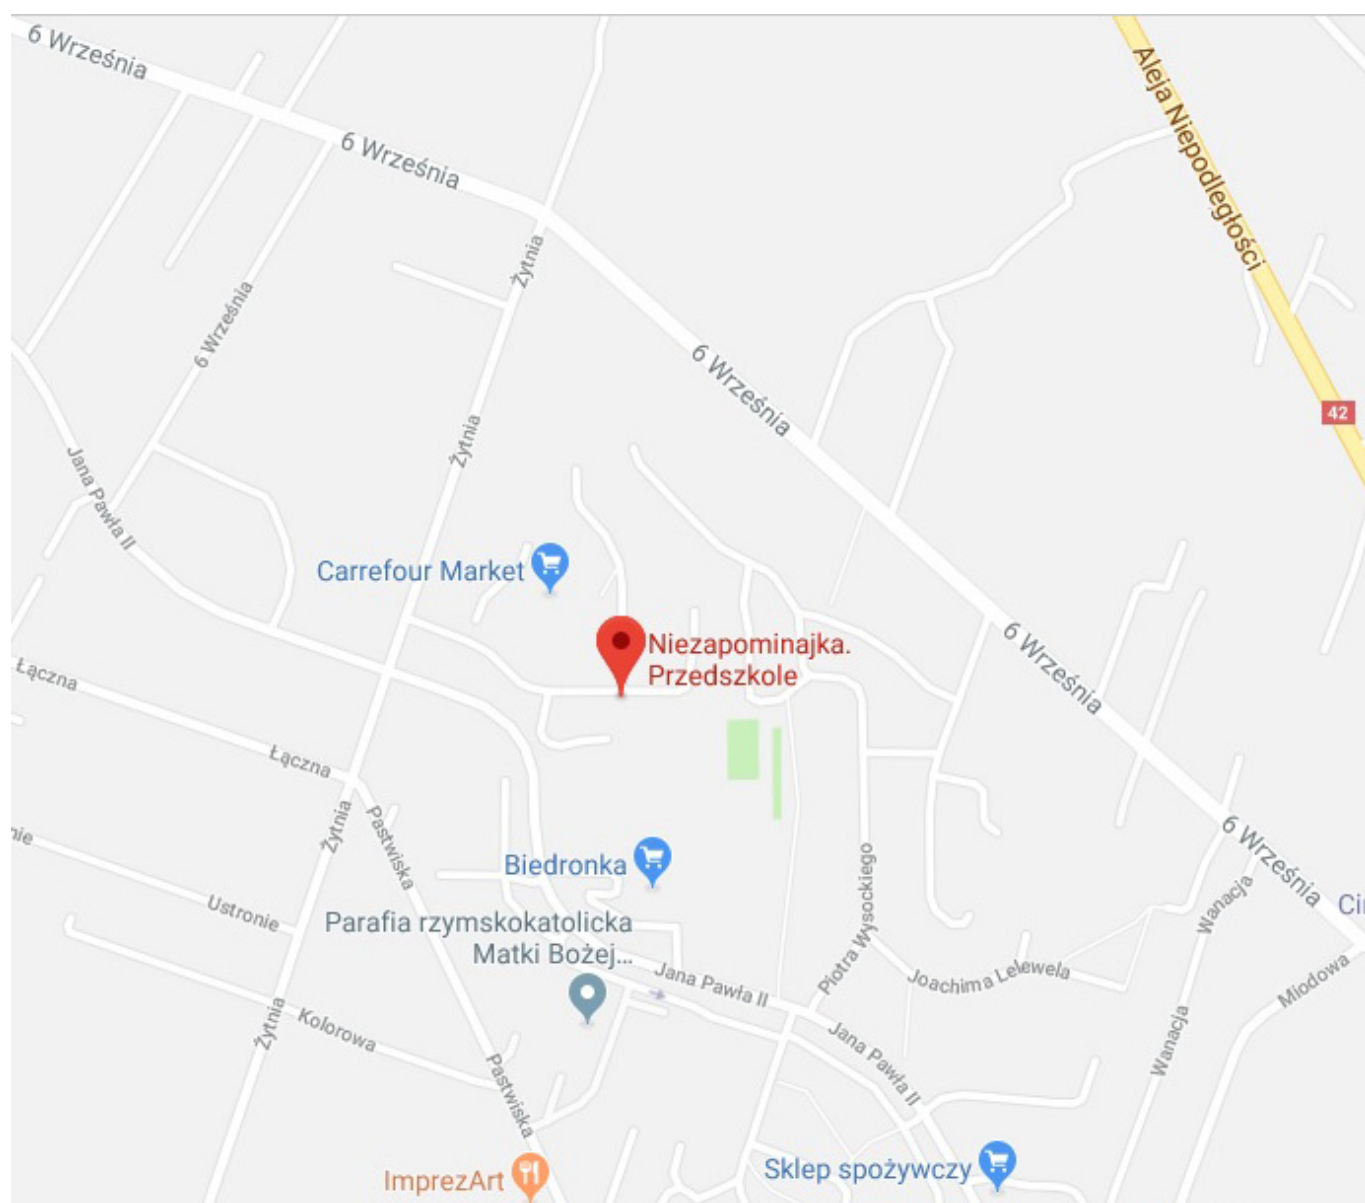 6 Września
Aleja Niepodległości
6 Września
Żytnia
6 Września
6 Września
42
Żytnia
Jana Pawła II
Carrefour Market
Niezapominajka.
Przedszkole
6 Września
Łączna
Łączna
Żytnia
Pastwiska
6 Września
Biedronka
Piotra Wysockiego
Wanacja
Ustronie
Parafia rzymskokatolicka
Matki Bożej...
Jana Pawła II
Joachima Lelewela
Miodowa
Żytnia
Kolorowa
Jana Pawła II
Wanacja
Pastwiska
ImprezArt
Sklep spożywczy